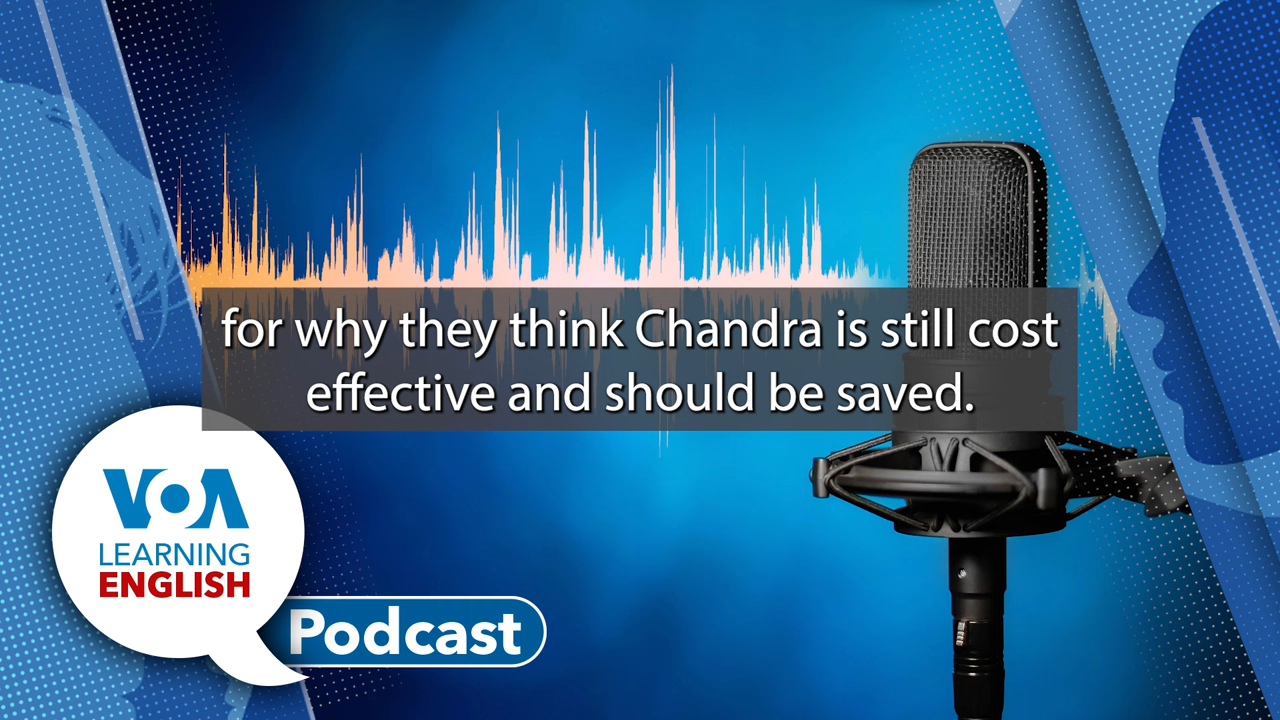 for why they think Chandra is still cost
effective and should be saved.
VOA
LEARNING
ENGLISH
Podcast